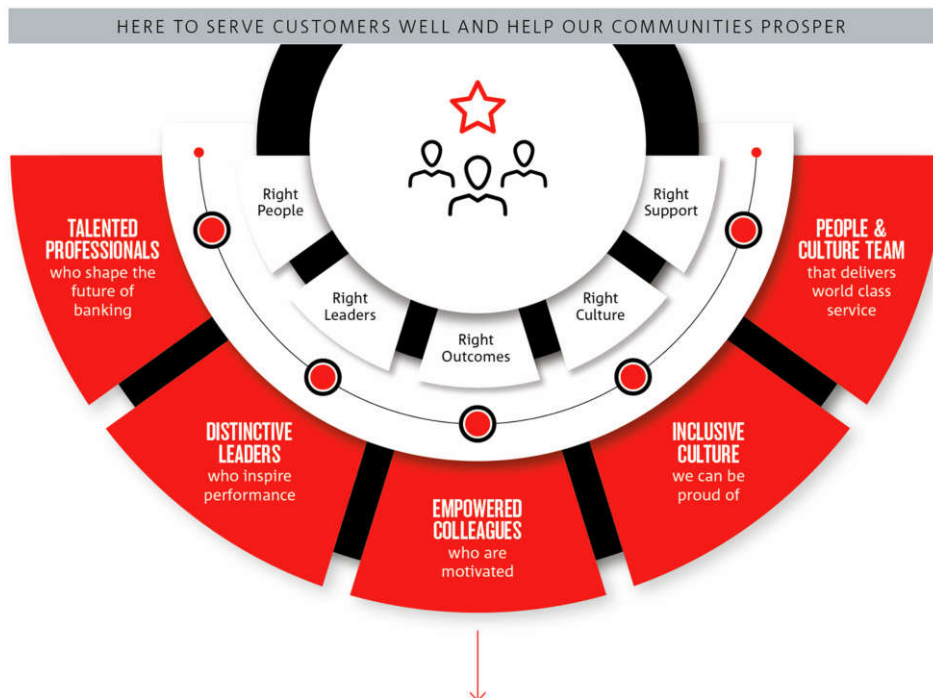 HERE TO SERVE CUSTOMERS WELL AND HELP OUR COMMUNITIES PROSPER
Right
People
Right
Leaders
Right
Outcomes
Right
Culture
Right
Support
TALENTED
PROFESSIONALS
who shape the
future of
banking
DISTINCTIVE
LEADERS
who inspire
performance
EMPOWERED
COLLEAGUES
who are
motivated
INCLUSIVE
CULTURE
we can be
proud of
PEOPLE &
CULTURE TEAM
that delivers
world class
service